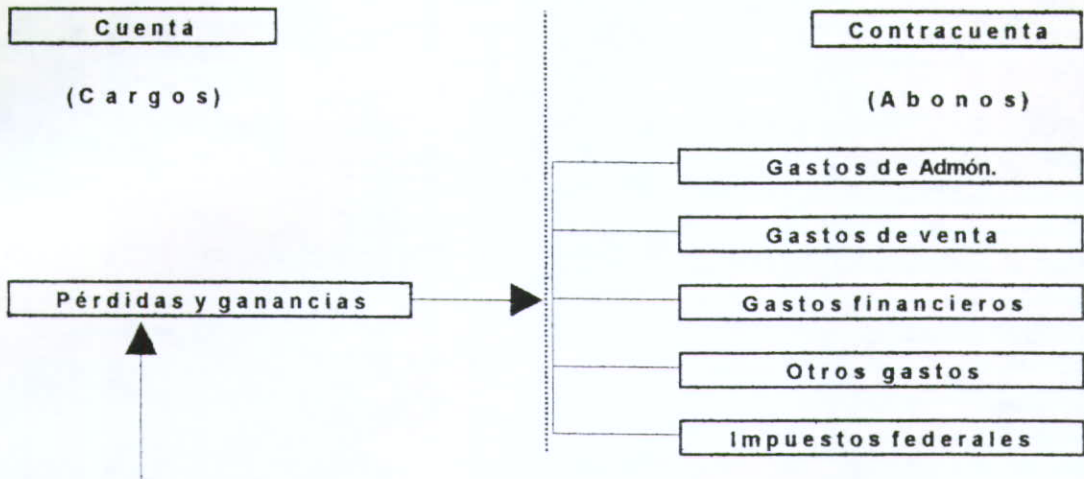 Cuenta
Contracuenta
(Cargos)
(Abonos)
Gastos de Admón.
Gastos de venta
Pérdidas y ganancias
Gastos financieros
Otros gastos
Impuestos federales